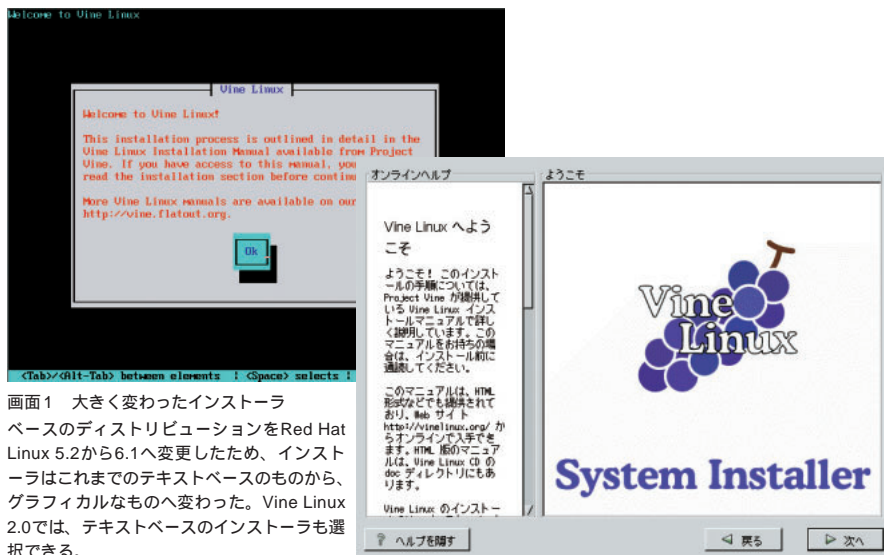 Welcome to Vine Linux
Vine Linux
Welcome to Vine Linux!
This installation process is outlined in detail in the
Vine Linux Installation Manual available from Project
Vine. If you have access to this manual, you
read the installation section before continu
More Vine Linux manuals are available on our
http://vine.flatout.org.
Ok
<Tab>/<Alt-Tab> between elements | <Space> selects |
画面1 大きく変わったインストーラ
ベースのディストリビューションをRed Hat
Linux 5.2から6.1へ変更したため、インスト
ーラはこれまでのテキストベースのものから、
グラフィカルなものへ変わった。Vine Linux
2.0では、テキストベースのインストーラも選
択できる。
オンラインヘルプ
Vine Linux へよう
こそ
ようこそ! このインスト
ールの手順については、
Project Vine が提供して
いる Vine Linux インス
トールマニュアルで詳し
く説明しています。この
マニュアルをお持ちの場
合は、インストール前に
通読してください。
このマニュアルは、HTML
形式などでも提供されて
おり、Web サイト
http://vinelinux.org/ か
らオンラインで入手でき
ます。HTML 版のマニュア
ルは、Vine Linux CD の
doc ディレクトリにもあ
ります。
Vine Linux のインストー
ようこそ
Vine
Linux
System Installer
? ヘルプを隠す
戻る
次へ